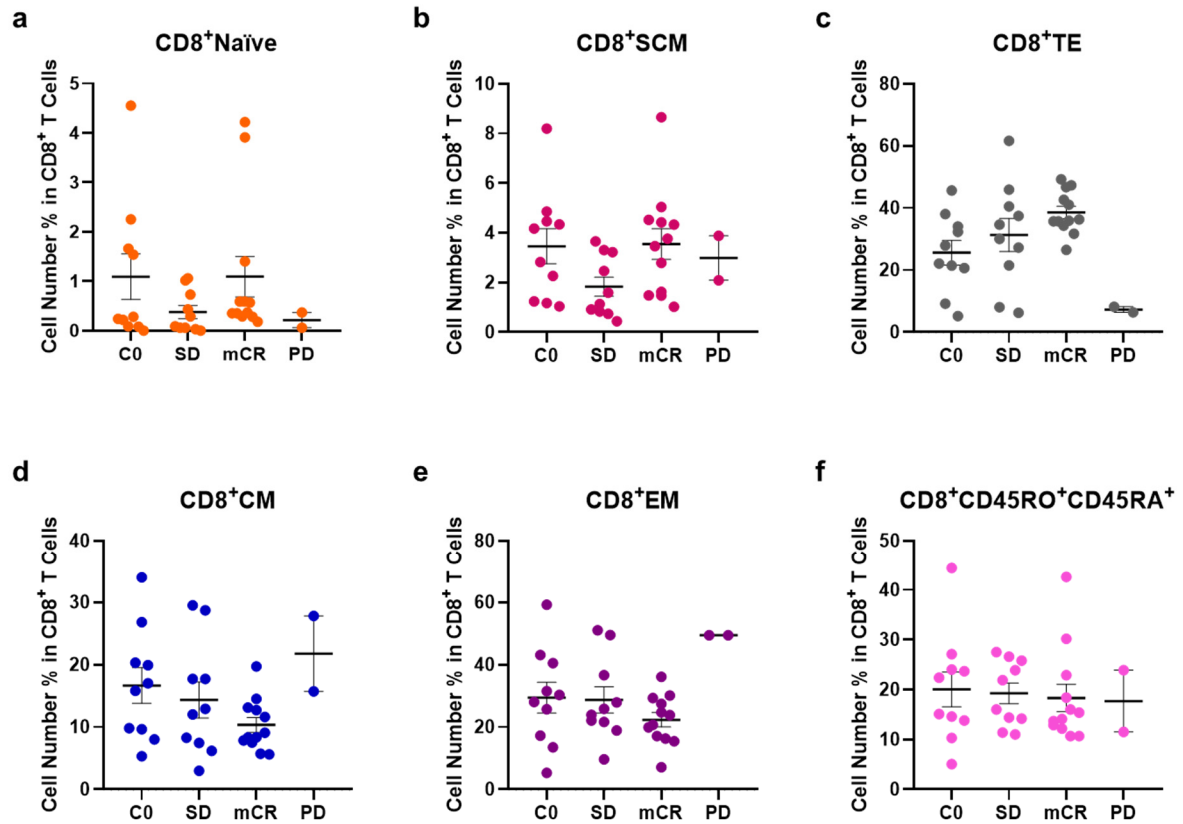 a
CD8⁺Naïve
Cell Number % in CD8⁺ T Cells
5
4
3
2
1
0
C0 SD mCR PD
b
CD8⁺SCM
Cell Number % in CD8⁺ T Cells
10
8
6
4
2
0
C0 SD mCR PD
c
CD8⁺TE
Cell Number % in CD8⁺ T Cells
80
60
40
20
0
C0 SD mCR PD
d
CD8⁺CM
Cell Number % in CD8⁺ T Cells
40
30
20
10
0
C0 SD mCR PD
e
CD8⁺EM
Cell Number % in CD8⁺ T Cells
80
60
40
20
0
C0 SD mCR PD
f
CD8⁺CD45RO⁺CD45RA⁺
Cell Number % in CD8⁺ T Cells
50
40
30
20
10
0
C0 SD mCR PD